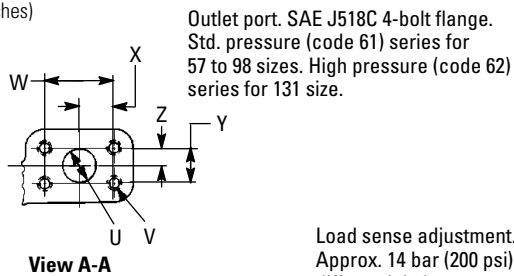 hes)
Outlet port. SAE J518C 4-bolt flange.
Std. pressure (code 61) series for
57 to 98 sizes. High pressure (code 62)
series for 131 size.
X
W
Z
Y
U
V
View A-A
Load sense adjustment.
Approx. 14 bar (200 psi)